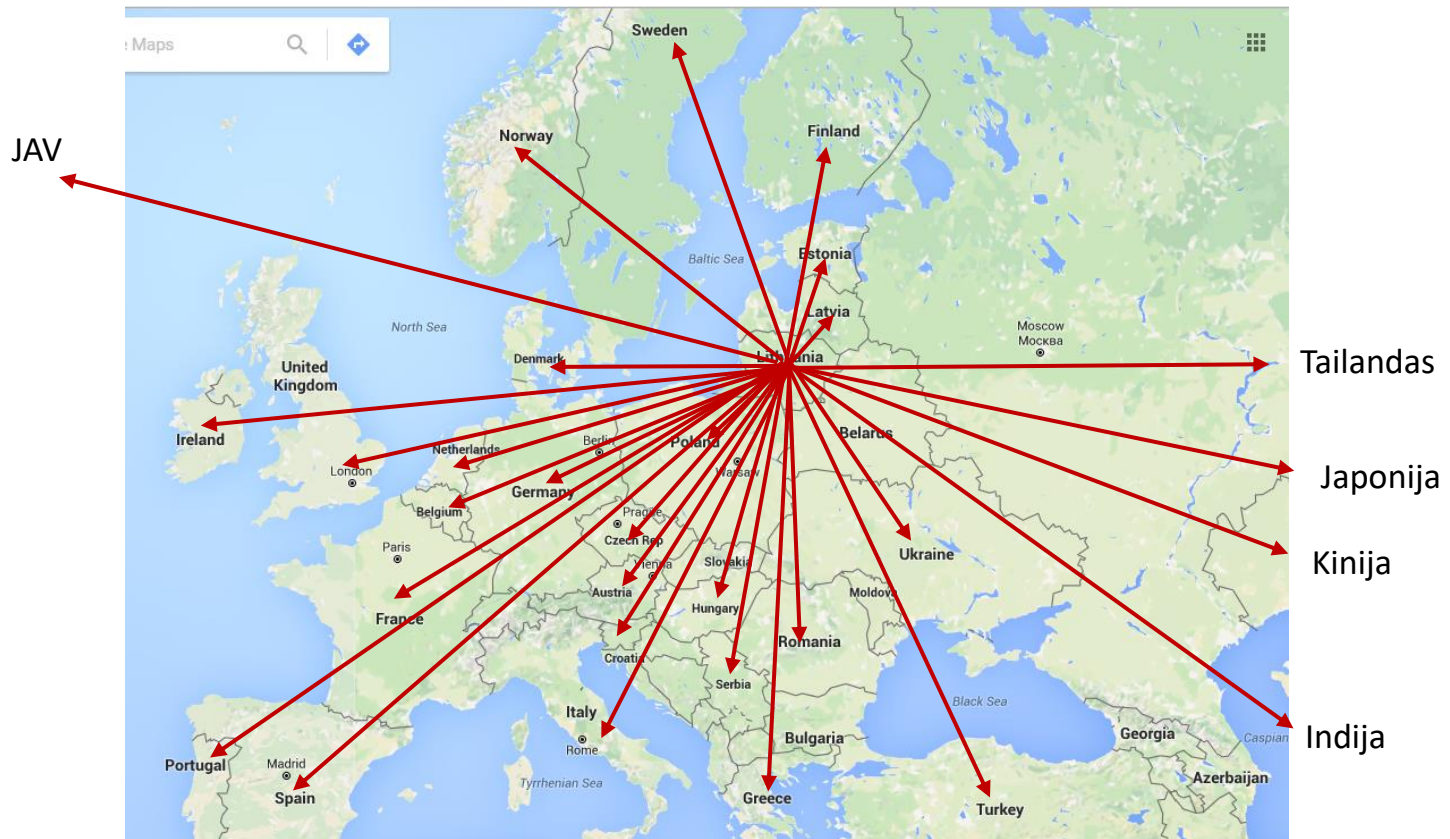 Sweden
e Maps
Norway
Finland
JAV
Estonia
Baltic Sea
Latvia
North Sea
Moscow
Москва
Denmark
Lithuania
United
Kingdom
Tailandas
Ireland
Belarus
Berlin
Poland
Netherlands
London
Warsaw
Japonija
Germany
Belgium
Prague
Czech Rep
Paris
Ukraine
Vienna
Slovakia
Kinija
Austria
Moldova
Hungary
France
Romania
Croatia
Serbia
Black Sea
Italy
Rome
Bulgaria
Georgia
Caspian
Indija
Portugal
Madrid
Spain
Tyrrhenian Sea
Azerbaijan
Greece
Turkey